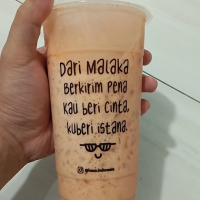 Dari Malaka
Berkirim Pena
Kau beri Cinta,
kuberi istana.